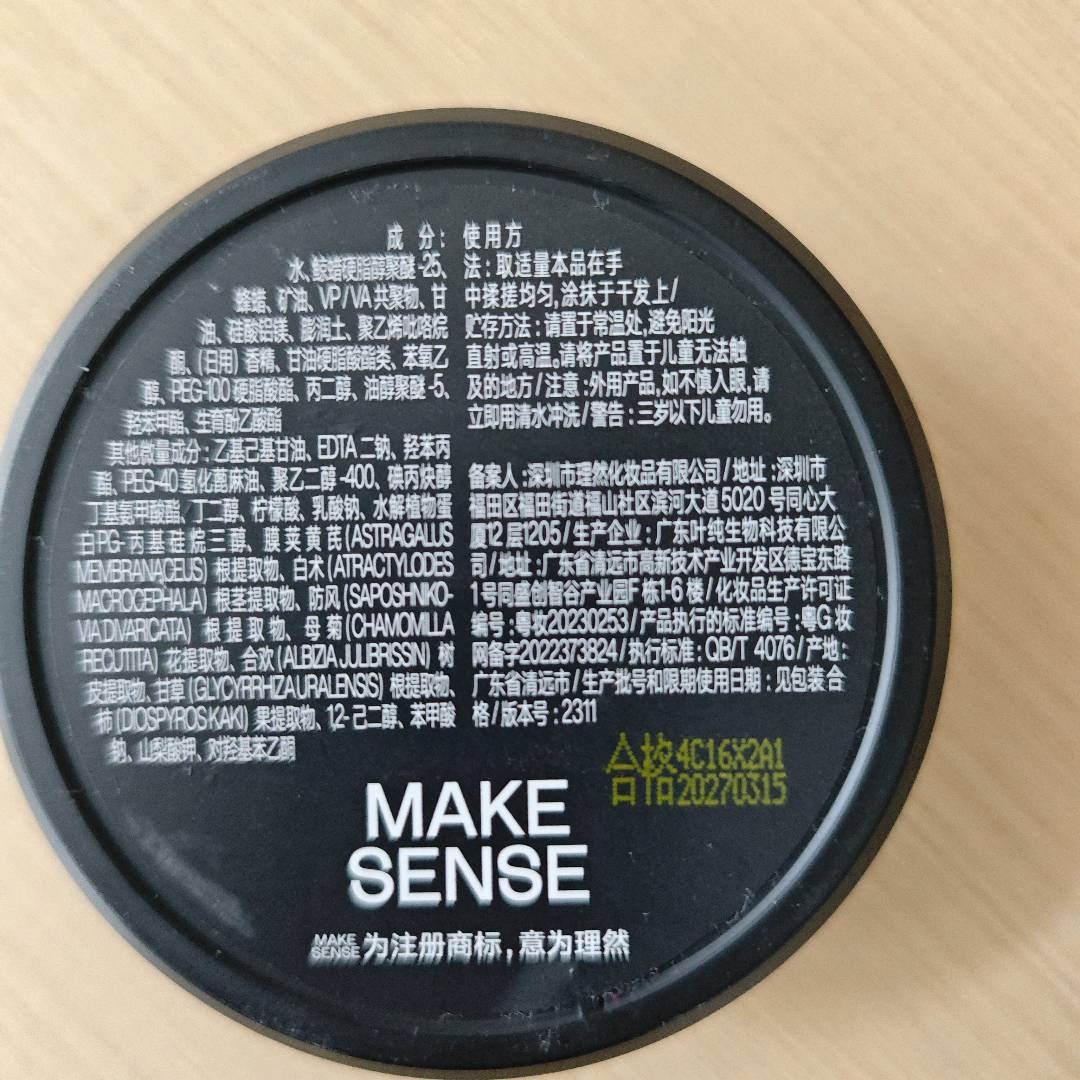 成 分:
水、鲸蜡硬脂醇聚醚-25、
蜂蜡、矿油、VP/VA共聚物、甘
油、硅酸铝镁、膨润土、聚乙烯吡咯烷
酮、(日用)香精、甘油硬脂酸酯类、苯氧乙
醇、PEG-100硬脂酸酯、丙二醇、油醇聚醚-5、
羟苯甲酯、生育酚乙酸酯
其他微量成分:乙基己基甘油、EDTA二钠、羟苯丙
酯、PEG-40氢化蓖麻油、聚乙二醇-400、碘丙炔醇
丁基氨甲酸酯、丁二醇、柠檬酸、乳酸钠、水解植物蛋
白PG-丙基硅烷三醇、膜荚黄芪(ASTRAGALUS
MEMBRANACEUS)根提取物、白术(ATRACTYLODES
MACROCEPHALA)根茎提取物、防风(SAPOSHNIKO-
VIA DIVARICATA)根提取物、母菊(CHAMOMILLA
RECUTITA)花提取物、合欢(ALBIZIA JULIBRISSIN)树
皮提取物、甘草(GLYCYRRHIZA URALENSIS)根提取物、
柿(DIOSPYROS KAKI)果提取物、1,2-己二醇、苯甲酸
钠、山梨酸钾、对羟基苯乙酮
使用方
法:取适量本品在手
中揉搓均匀,涂抹于干发上/
贮存方法:请置于常温处,避免阳光
直射或高温。请将产品置于儿童无法触
及的地方/注意:外用产品,如不慎入眼,请
立即用清水冲洗/警告:三岁以下儿童勿用。
备案人:深圳市理然化妆品有限公司/地址:深圳市
福田区福田街道福山社区滨河大道5020号同心大
厦12层1205/生产企业:广东叶纯生物科技有限公
司/地址:广东省清远市高新技术产业开发区德宝东路
1号同盛创智谷产业园F栋1-6楼/化妆品生产许可证
编号:粤妆20230253/产品执行的标准编号:粤G妆
网备字2022373824/执行标准:QB/T 4076/产地:
广东省清远市/生产批号和限期使用日期:见包装合
格/版本号:2311
合格4C16X2A1
20270315
MAKE
SENSE
MAKE SENSE为注册商标,意为理然